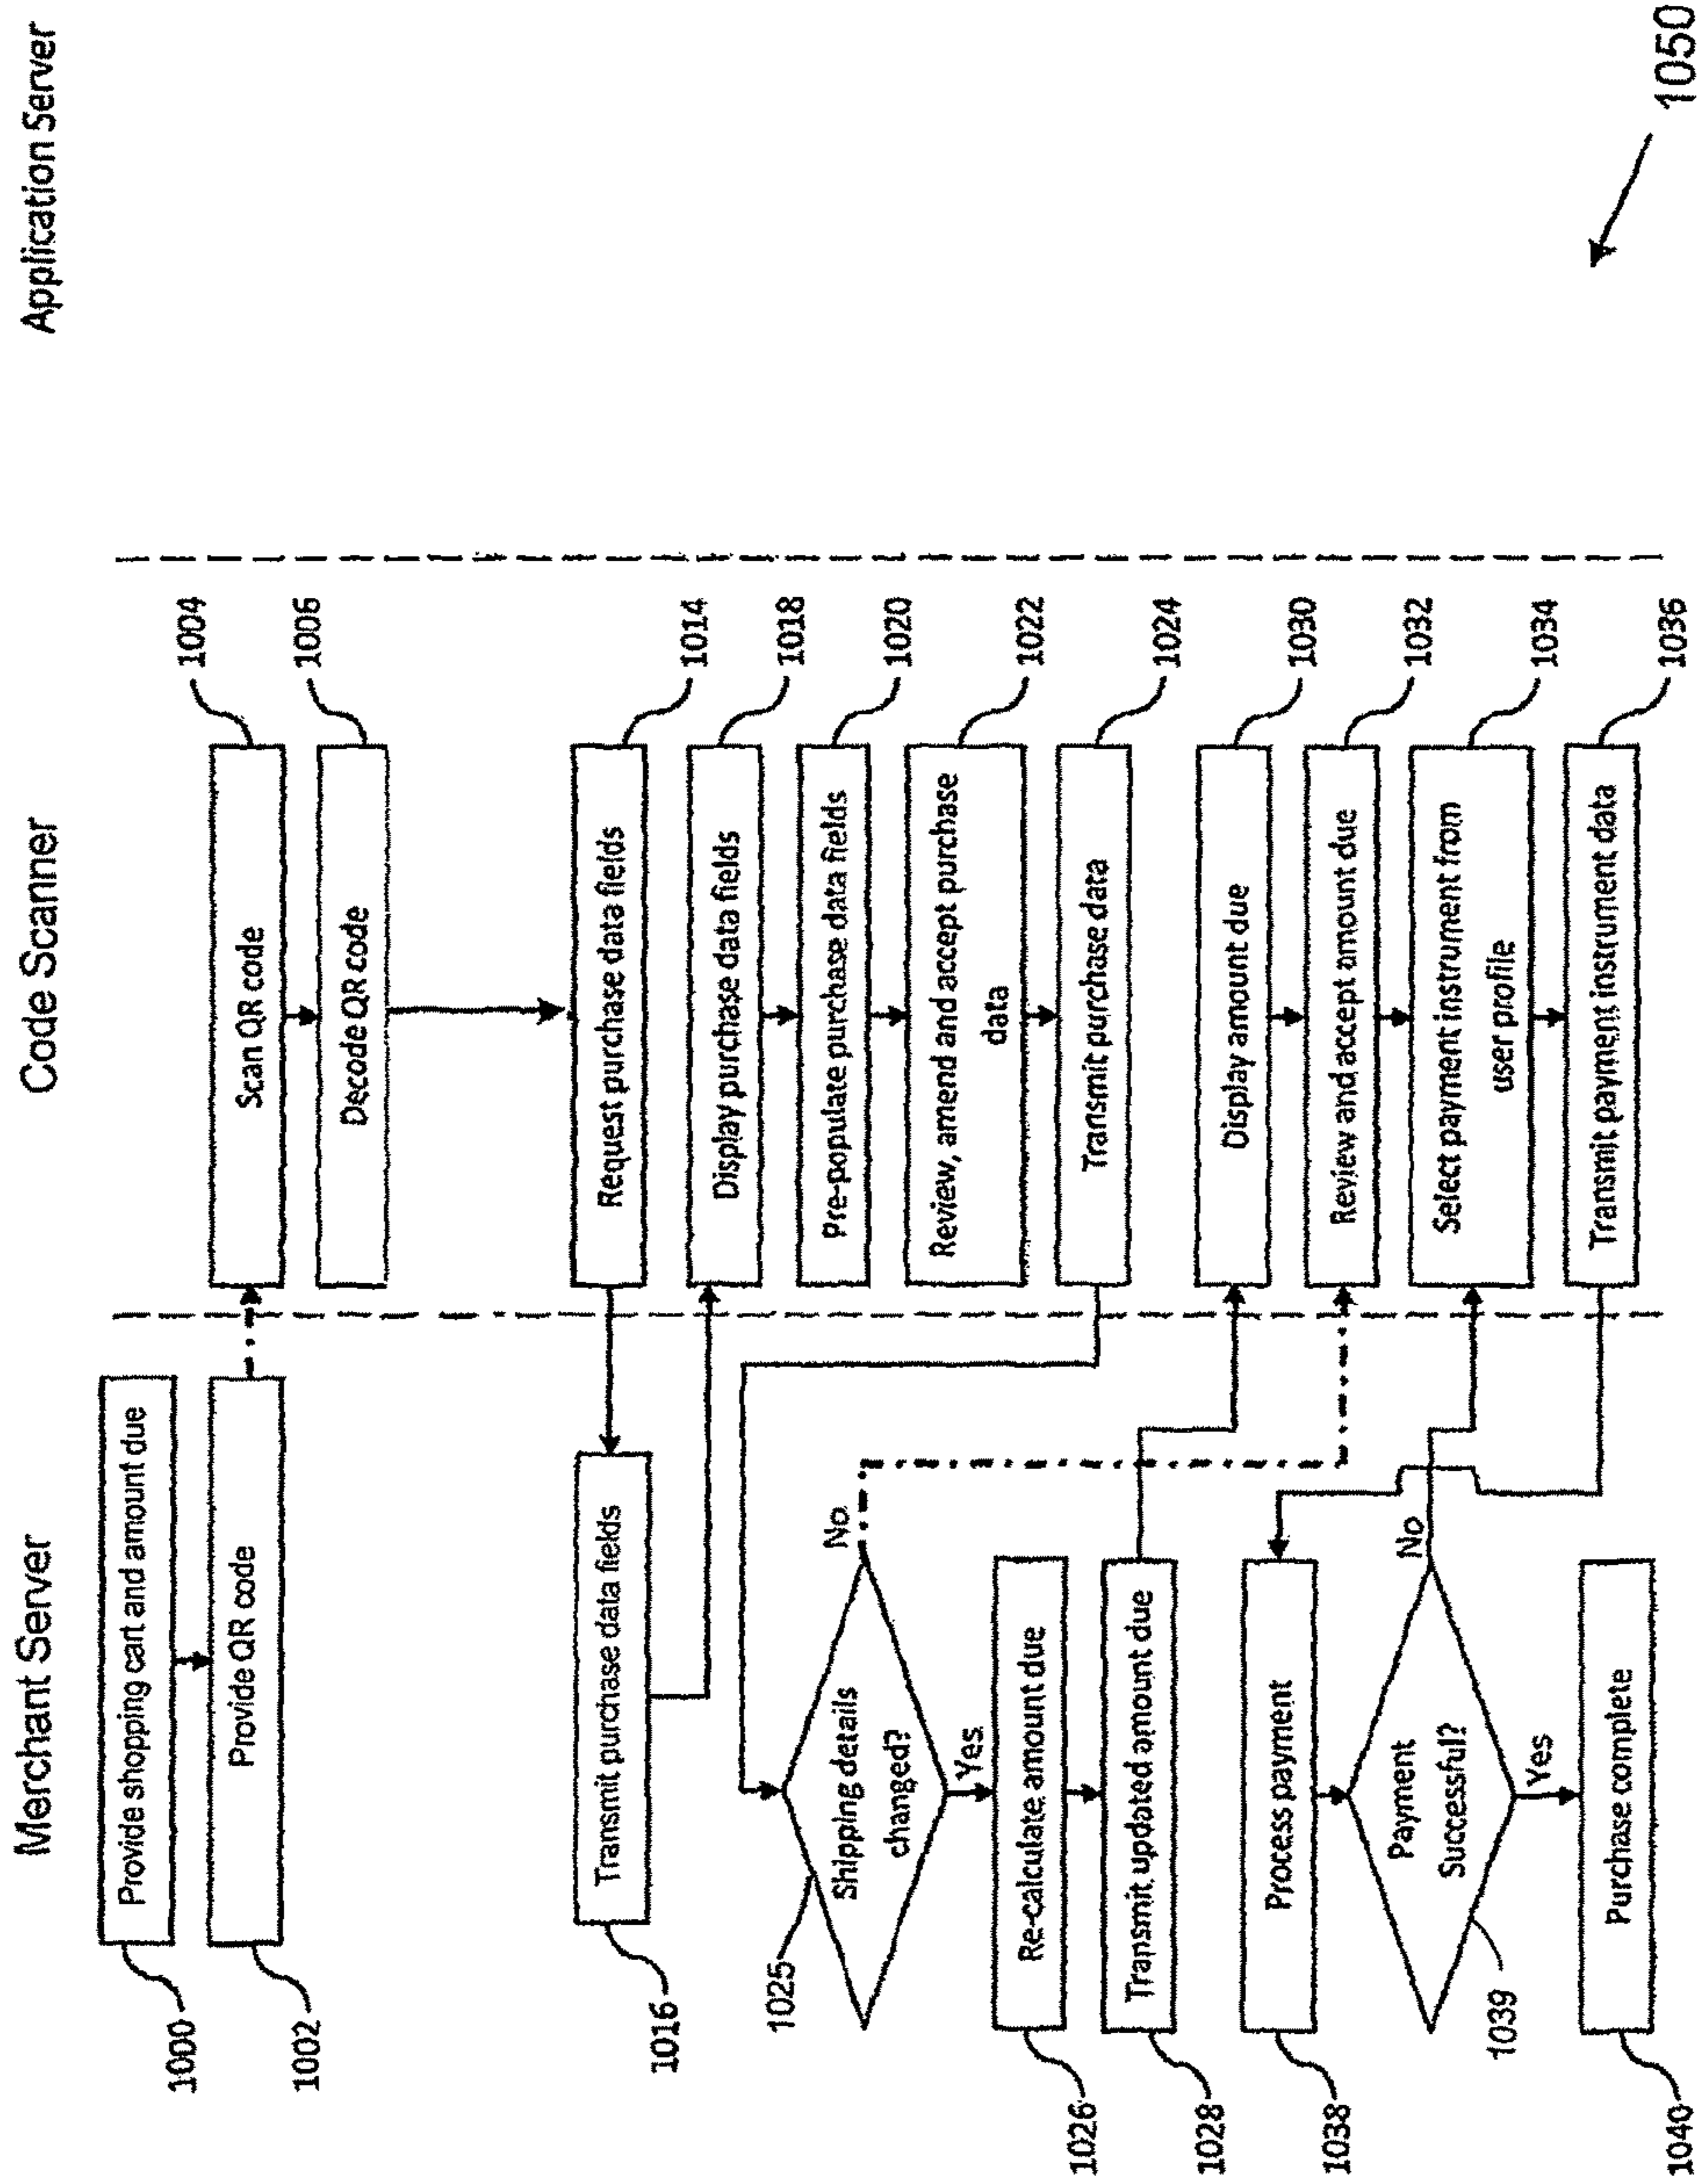 Merchant Server
Code Scanner
Application Server
Provide shopping cart and amount due
1000
Provide QR code
1002
Scan QR code
1004
Decode QR code
1006
Request purchase data fields
1014
Transmit purchase data fields
1016
Display purchase data fields
1018
Pre-populate purchase data fields
1020
Review, amend and accept purchase
data
1022
Transmit purchase data
1024
Shipping details
changed?
1025
No
Yes
Re-calculate amount due
1026
Transmit updated amount due
1028
Display amount due
1030
Review and accept amount due
1032
Select payment instrument from
user profile
1034
Transmit payment instrument data
1036
Process payment
1038
Payment
Successful?
1039
No
Yes
Purchase complete
1040
1050